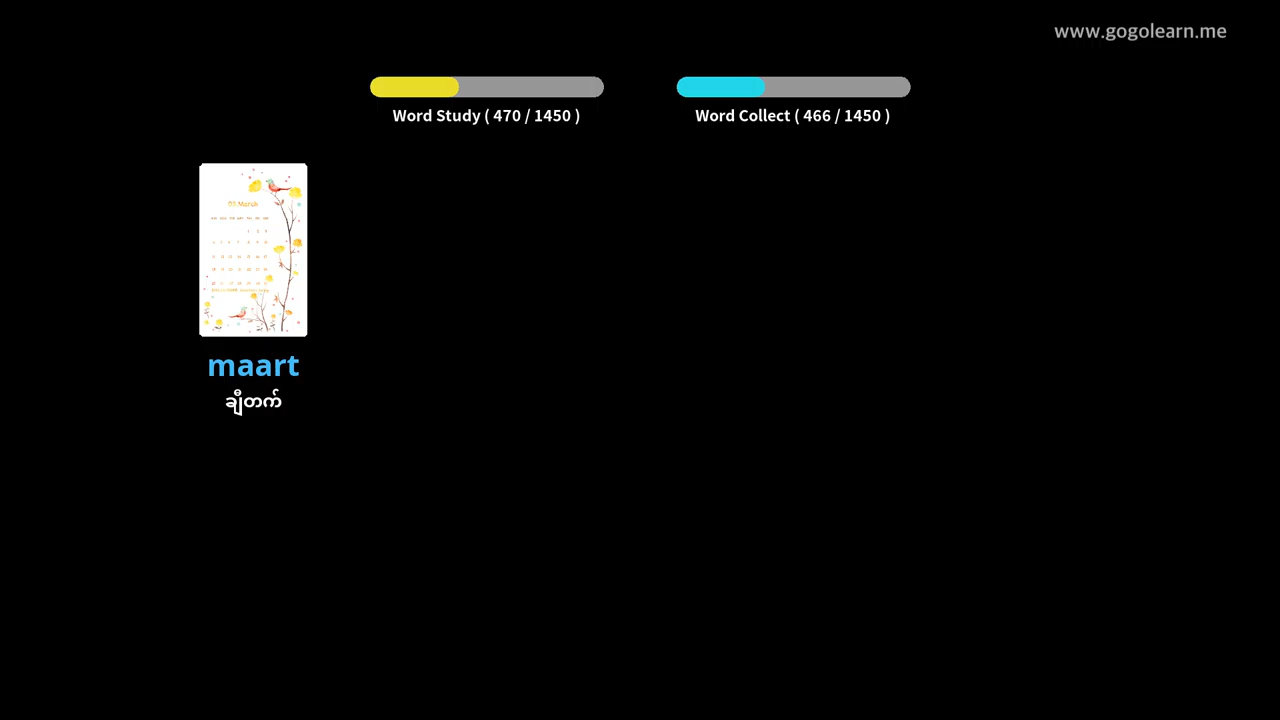 www.gogolearn.me
Word Study ( 470 / 1450 )
Word Collect ( 466 / 1450 )
03 March
maart
ချီတက်